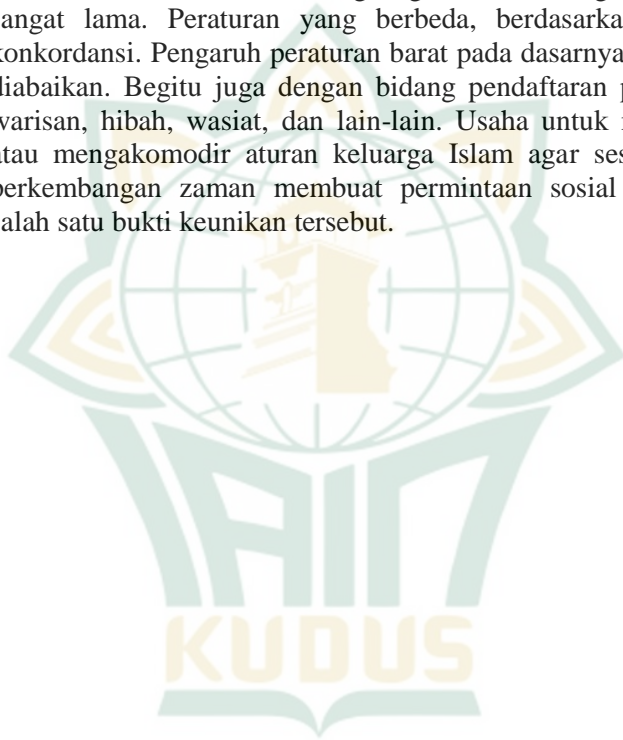 angat lama. Peraturan yang berbeda, berdasarka
konkordansi. Pengaruh peraturan barat pada dasarnya
diabaikan. Begitu juga dengan bidang pendaftaran p
warisan, hibah, wasiat, dan lain-lain. Usaha untuk
atau mengakomodir aturan keluarga Islam agar ses
perkembangan zaman membuat permintaan sosial
alah satu bukti keunikan tersebut.
IAIN
KUDUS